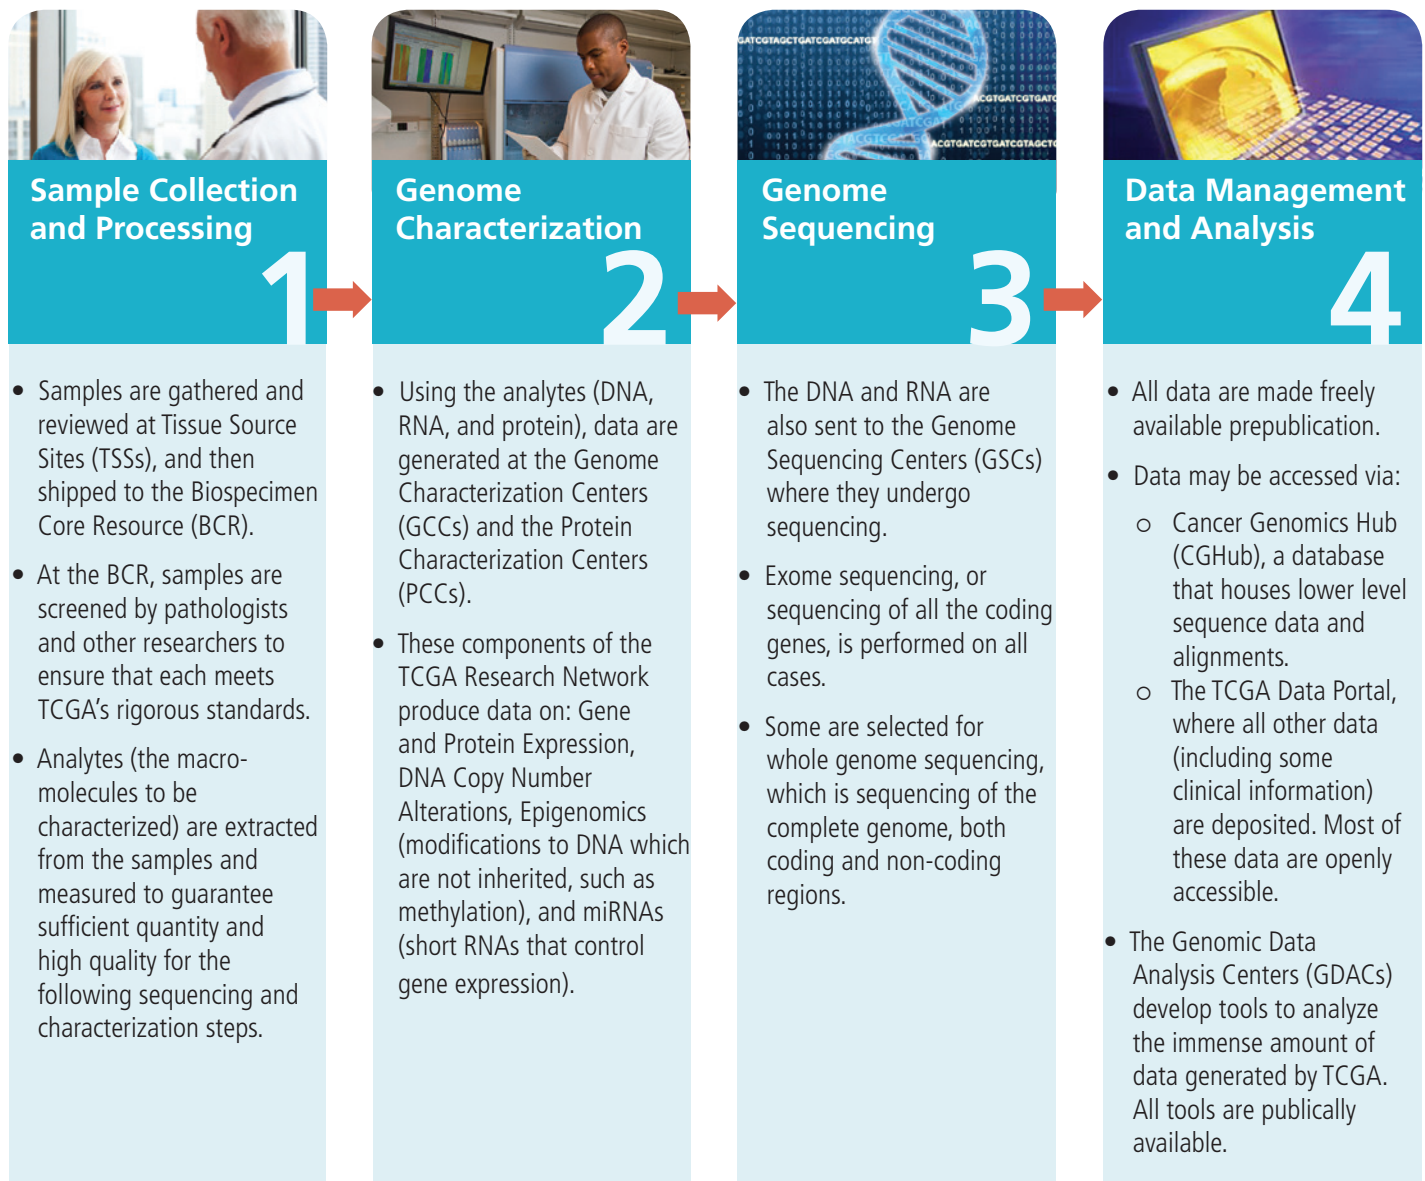 GATCGTAGCTGATCGATGCATGT
ACGTGATCGTGATC
ATCGAT
ACGTGATCGTGATCGTAGCTG
Sample Collection
and Processing
1
• Samples are gathered and
reviewed at Tissue Source
Sites (TSSs), and then
shipped to the Biospecimen
Core Resource (BCR).
• At the BCR, samples are
screened by pathologists
and other researchers to
ensure that each meets
TCGA’s rigorous standards.
• Analytes (the macro-
molecules to be
characterized) are extracted
from the samples and
measured to guarantee
sufficient quantity and
high quality for the
following sequencing and
characterization steps.
Genome
Characterization
2
• Using the analytes (DNA,
RNA, and protein), data are
generated at the Genome
Characterization Centers
(GCCs) and the Protein
Characterization Centers
(PCCs).
• These components of the
TCGA Research Network
produce data on: Gene
and Protein Expression,
DNA Copy Number
Alterations, Epigenomics
(modifications to DNA which
are not inherited, such as
methylation), and miRNAs
(short RNAs that control
gene expression).
Genome
Sequencing
3
• The DNA and RNA are
also sent to the Genome
Sequencing Centers (GSCs)
where they undergo
sequencing.
• Exome sequencing, or
sequencing of all the coding
genes, is performed on all
cases.
• Some are selected for
whole genome sequencing,
which is sequencing of the
complete genome, both
coding and non-coding
regions.
Data Management
and Analysis
4
• All data are made freely
available prepublication.
• Data may be accessed via:
○ Cancer Genomics Hub
(CGHub), a database
that houses lower level
sequence data and
alignments.
○ The TCGA Data Portal,
where all other data
(including some
clinical information)
are deposited. Most of
these data are openly
accessible.
• The Genomic Data
Analysis Centers (GDACs)
develop tools to analyze
the immense amount of
data generated by TCGA.
All tools are publically
available.